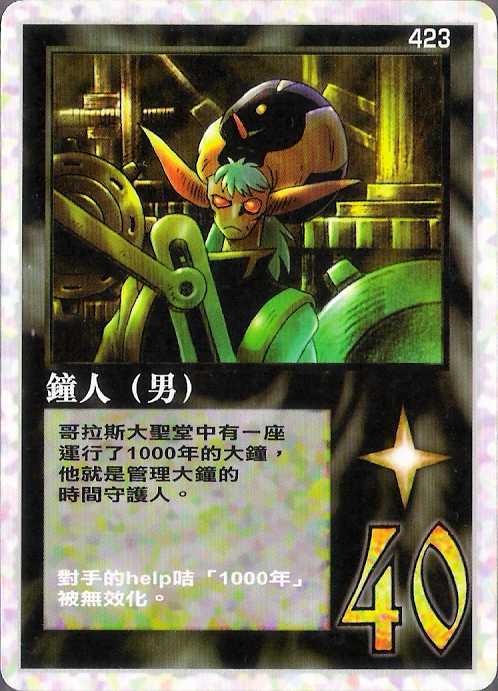 423
鐘人（男）
哥拉斯大聖堂中有一座
運行了1000年的大鐘，
他就是管理大鐘的
時間守護人。
對手的help咭「1000年」
被無效化。
40